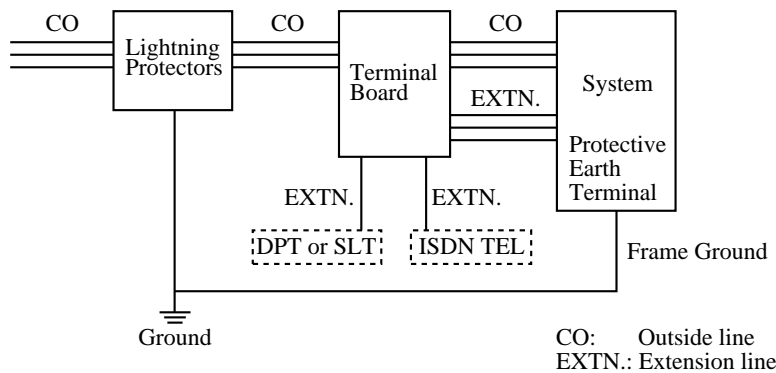 CO
CO
CO
Lightning
Protectors
Terminal
Board
System
EXTN.
Protective
Earth
Terminal
EXTN.
EXTN.
DPT or SLT
ISDN TEL
Frame Ground
Ground
CO: Outside line
EXTN.: Extension line